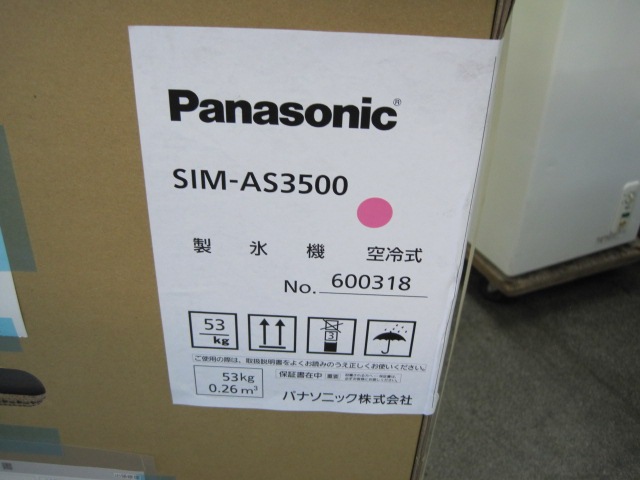 Panasonic®
SIM-AS3500
製氷機 空冷式
No. 600318
53
kg
3
ご使用の際は、取扱説明書をよくお読みのうえ正しくお使いください。
53kg
0.26m³
保証書在中 重要
パナソニック株式会社